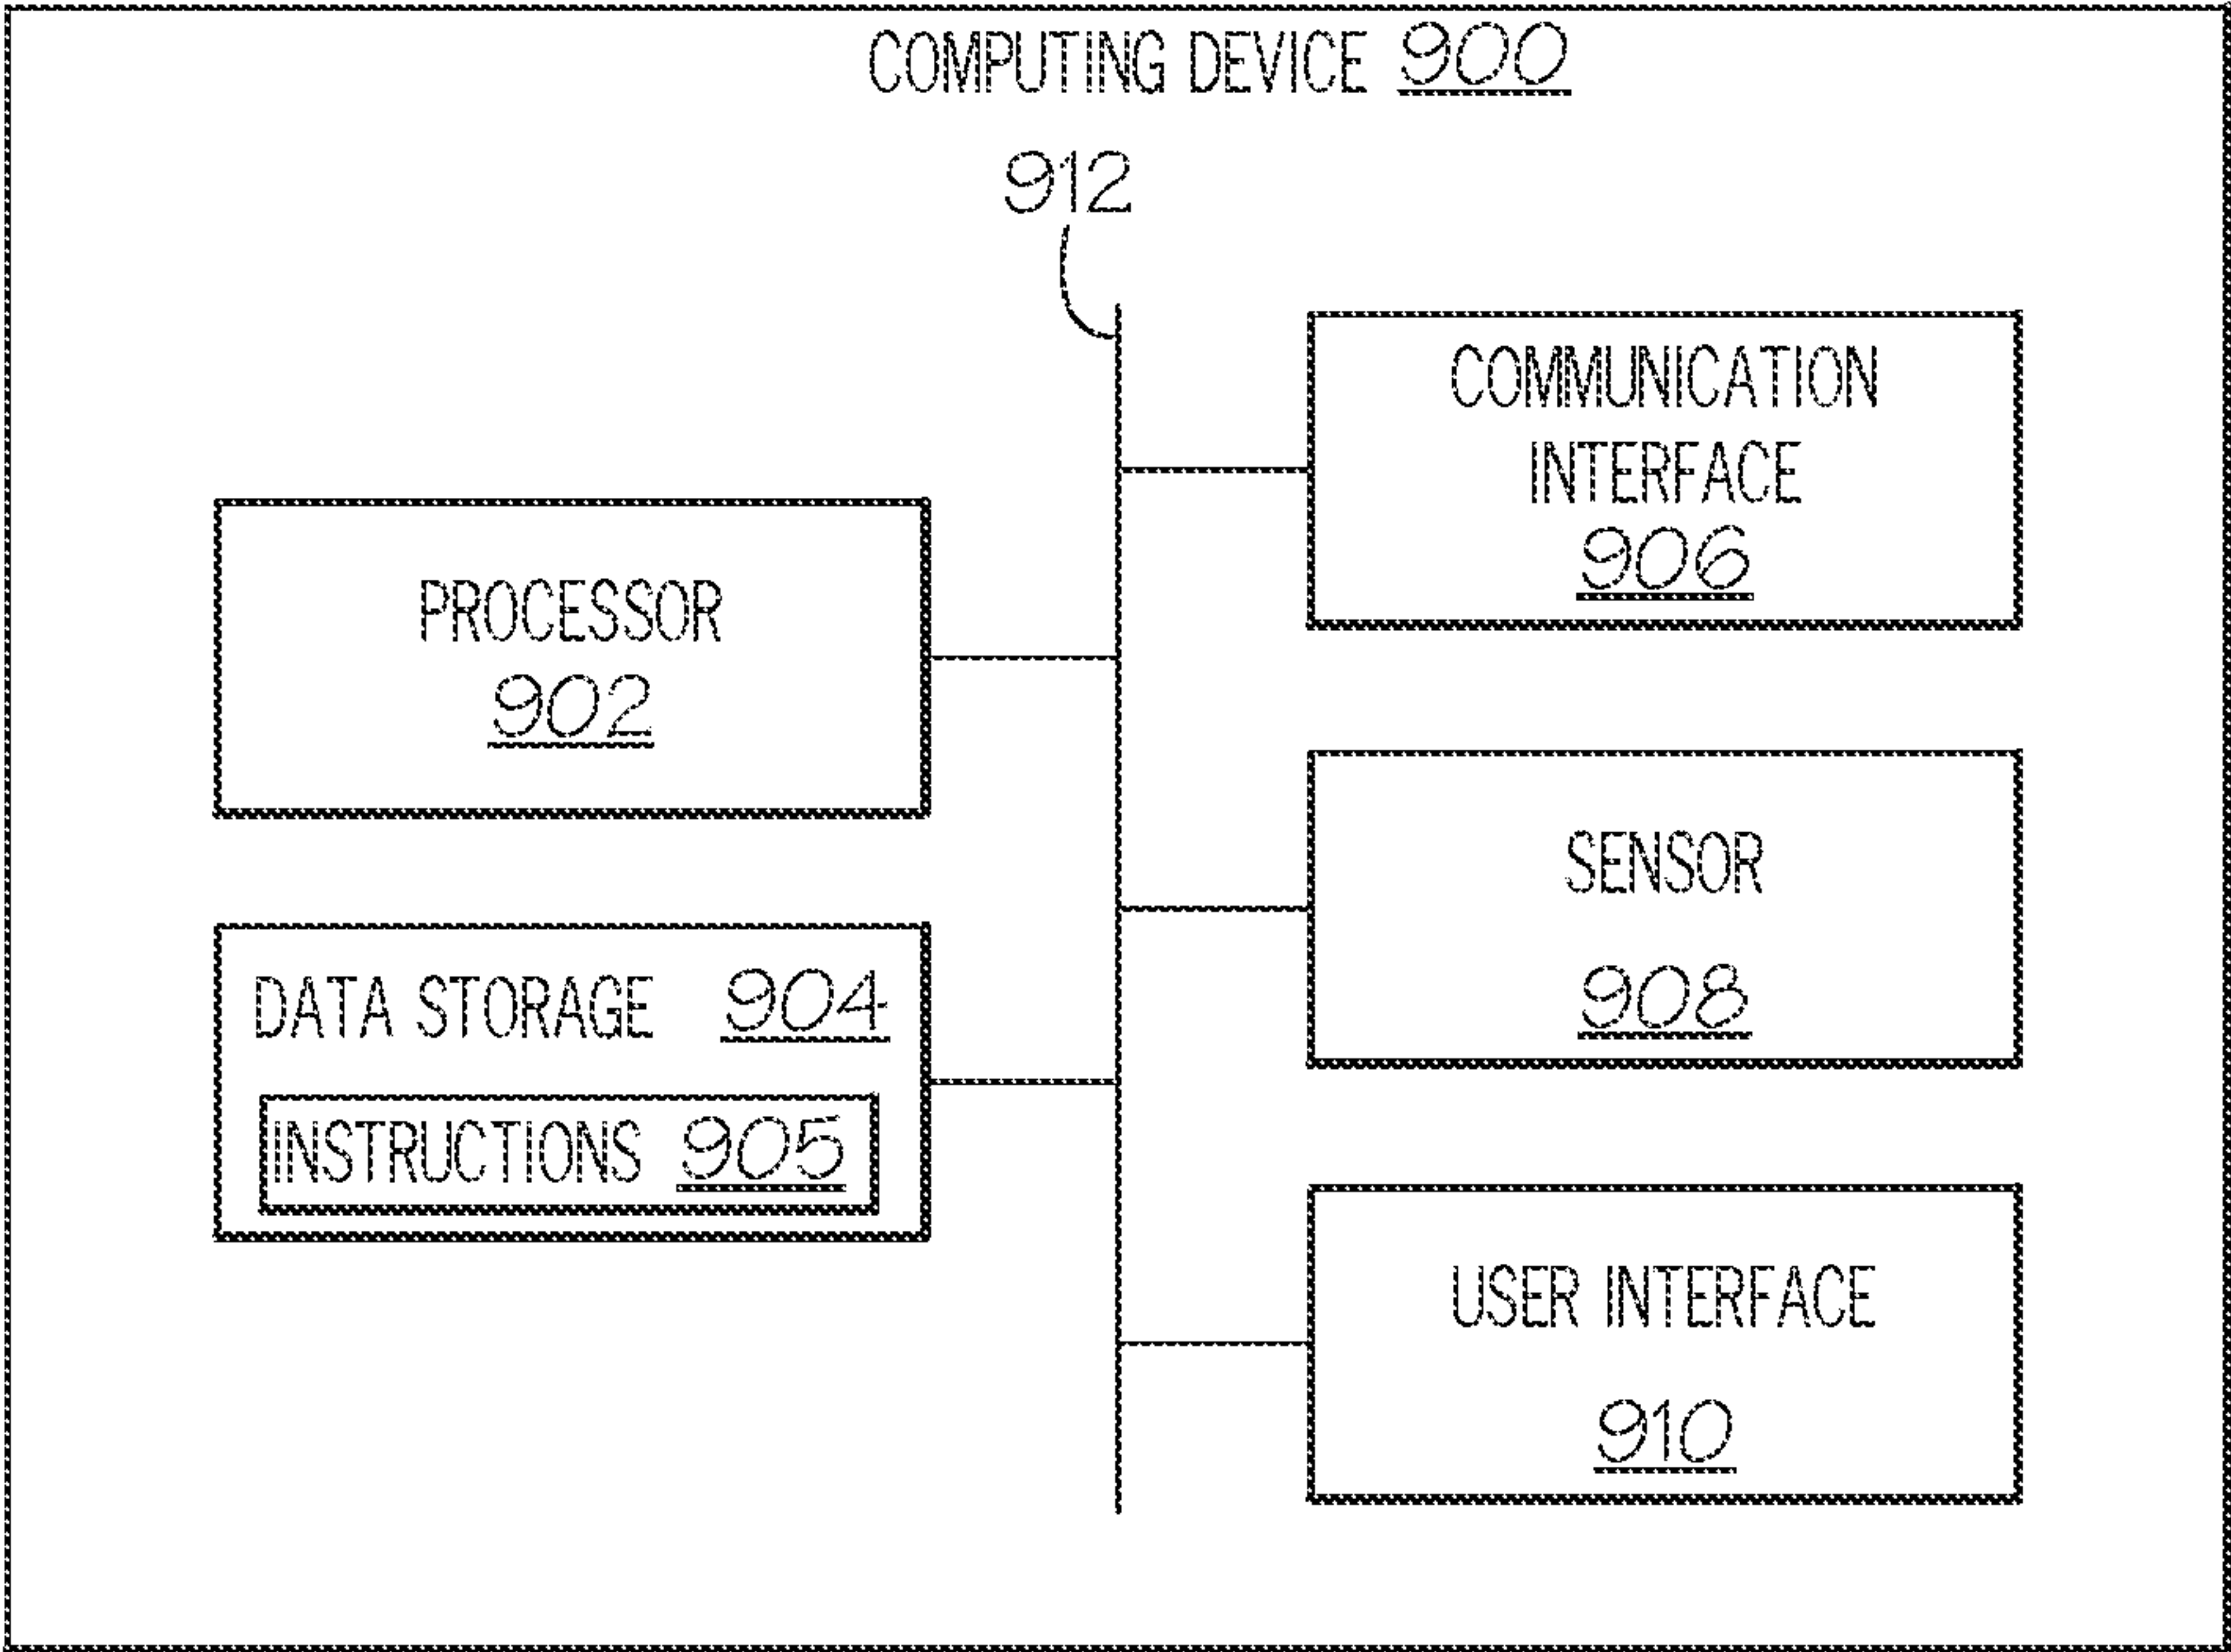 COMPUTING DEVICE 900
912
COMMUNICATION
INTERFACE
906
PROCESSOR
902
SENSOR
908
DATA STORAGE 904
INSTRUCTIONS 905
USER INTERFACE
910